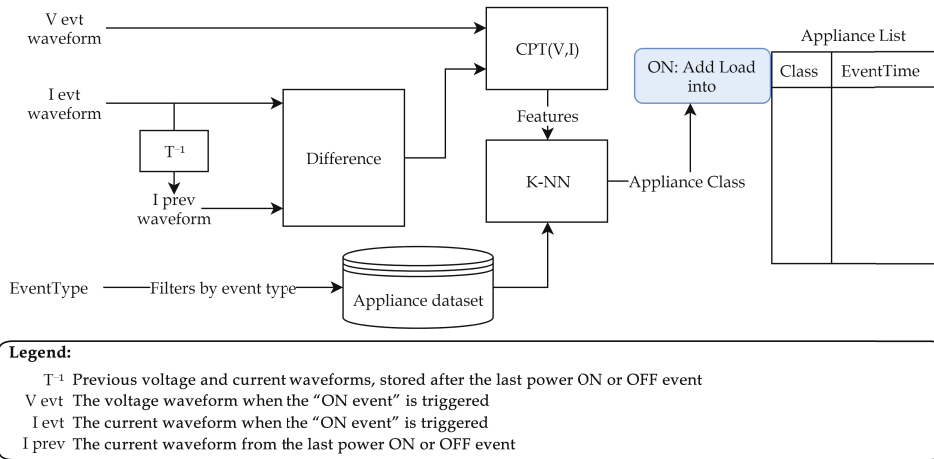 V evt
waveform
CPT(V,I)
Appliance List
ON: Add Load
into
Class
EventTime
I evt
waveform
Features
T⁻¹
Difference
K-NN
Appliance Class
I prev
waveform
EventType
Filters by event type
Appliance dataset
Legend:
T⁻¹ Previous voltage and current waveforms, stored after the last power ON or OFF event
V evt The voltage waveform when the “ON event” is triggered
I evt The current waveform when the “ON event” is triggered
I prev The current waveform from the last power ON or OFF event